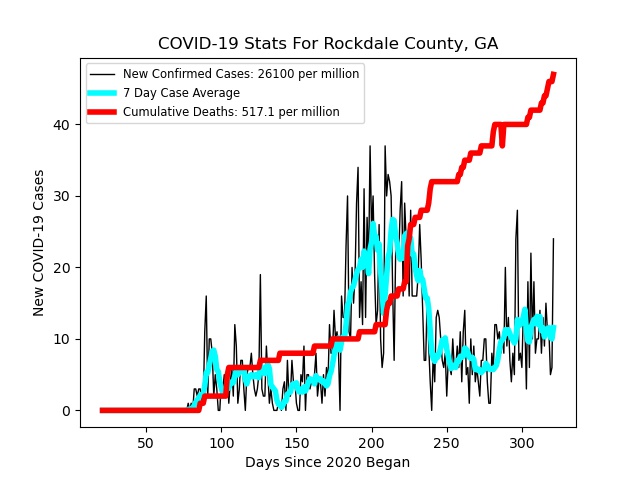 COVID-19 Stats For Rockdale County, GA
New Confirmed Cases: 26100 per million
7 Day Case Average
Cumulative Deaths: 517.1 per million
New COVID-19 Cases
40
30
20
10
0
50 100 150 200 250 300
Days Since 2020 Began